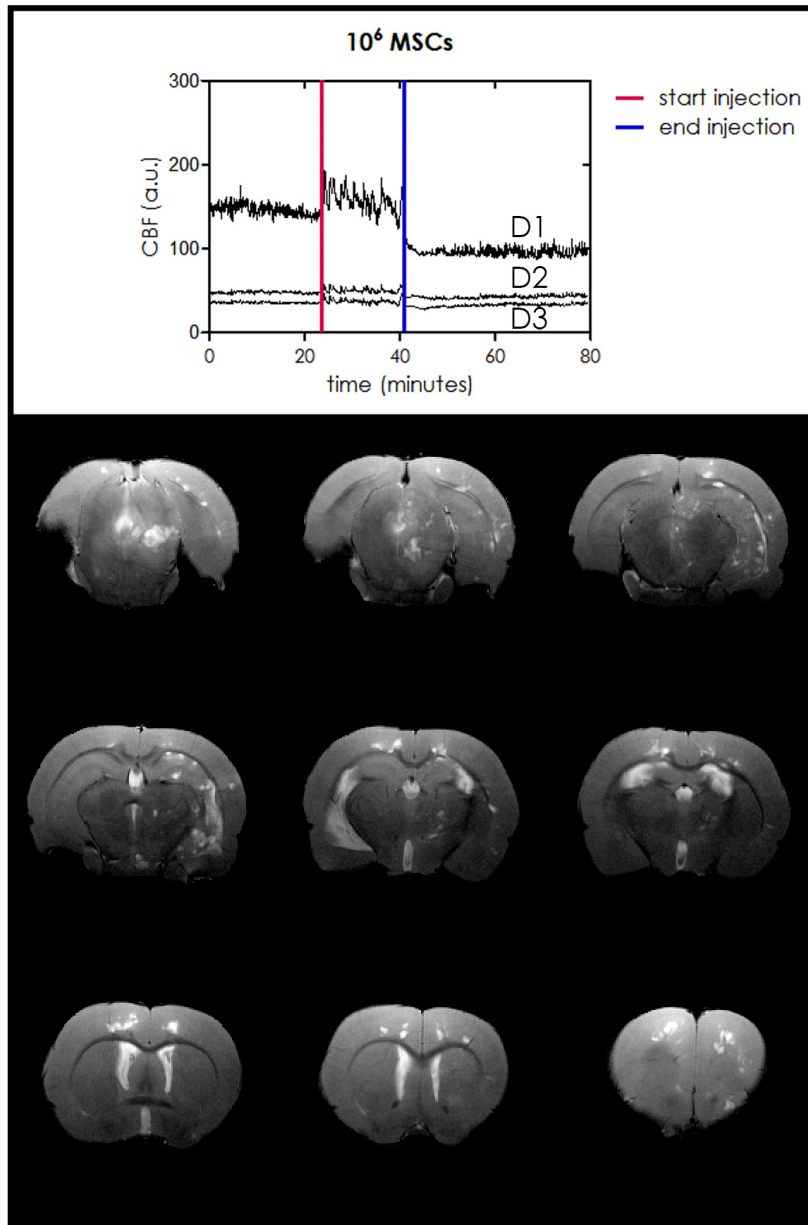 10⁶ MSCs
300
200
100
0
CBF (a.u.)
D1
D2
D3
0 20 40 60 80
time (minutes)
start injection
end injection